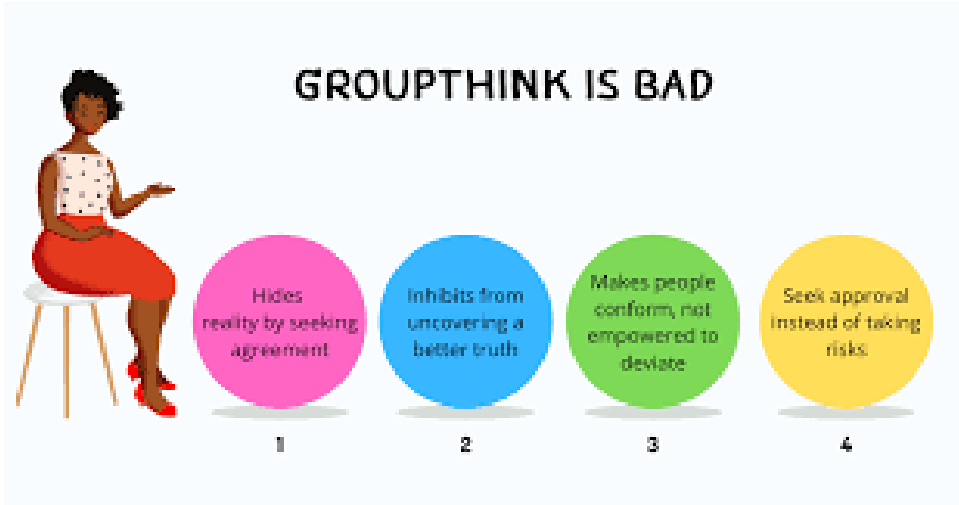 GROUPTHINK IS BAD
Hides
reality by seeking
agreement
Inhibits from
uncovering a
better truth
Makes people
conform, not
empowered to
deviate
Seek approval
instead of taking
risks
1
2
3
4